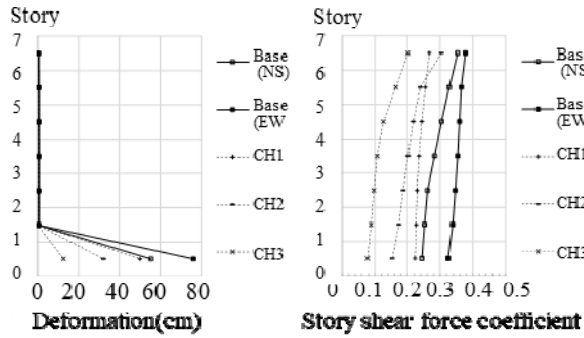 Story
7
6
5
4
3
2
1
0
0 20 40 60 80
Deformation(cm)
Base
(NS)
Base
(EW
CH1
CH2
CH3
Story
7
6
5
4
3
2
1
0
0 0.1 0.2 0.3 0.4 0.5
Story shear force coefficient
Base
(NS
Base
(EW
CH1
CH2
CH3